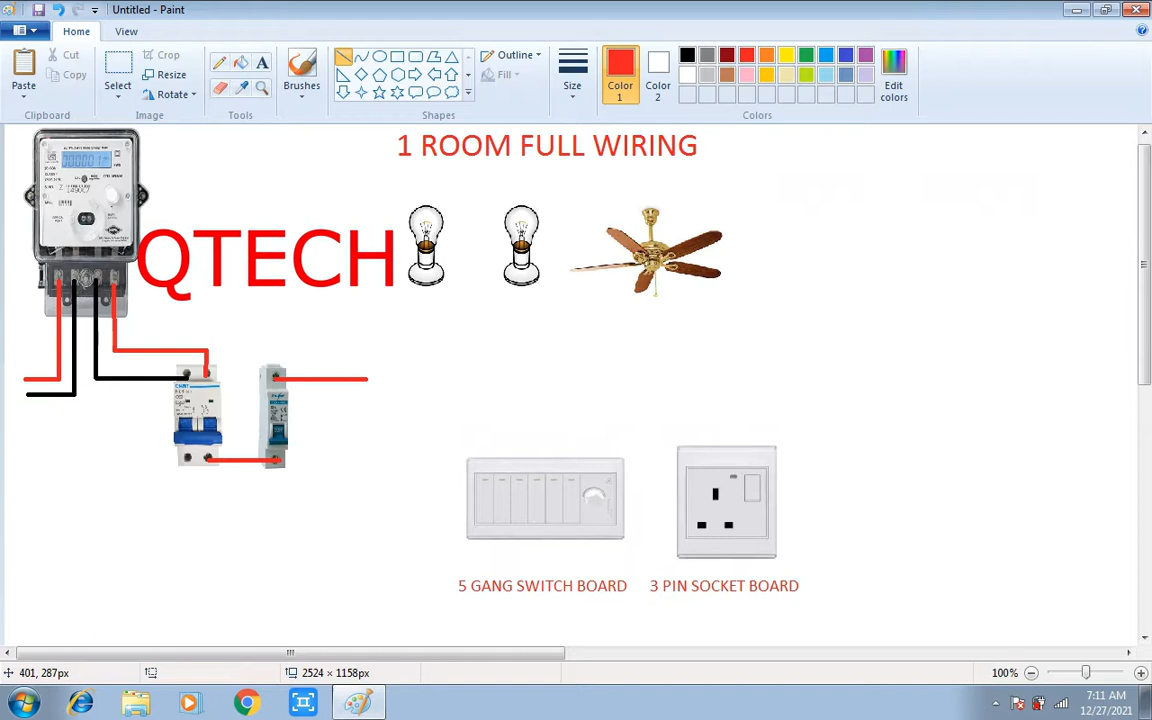 Untitled - Paint
Home
View
Paste
Cut
Copy
Clipboard
Select
Crop
Resize
Rotate
Image
Tools
Brushes
Shapes
Outline
Fill
Size
Color
1
Color
2
Edit
colors
Colors
1 ROOM FULL WIRING
QTECH
5 GANG SWITCH BOARD
3 PIN SOCKET BOARD
401, 287px
2524 × 1158px
100%
7:11 AM
12/27/2021